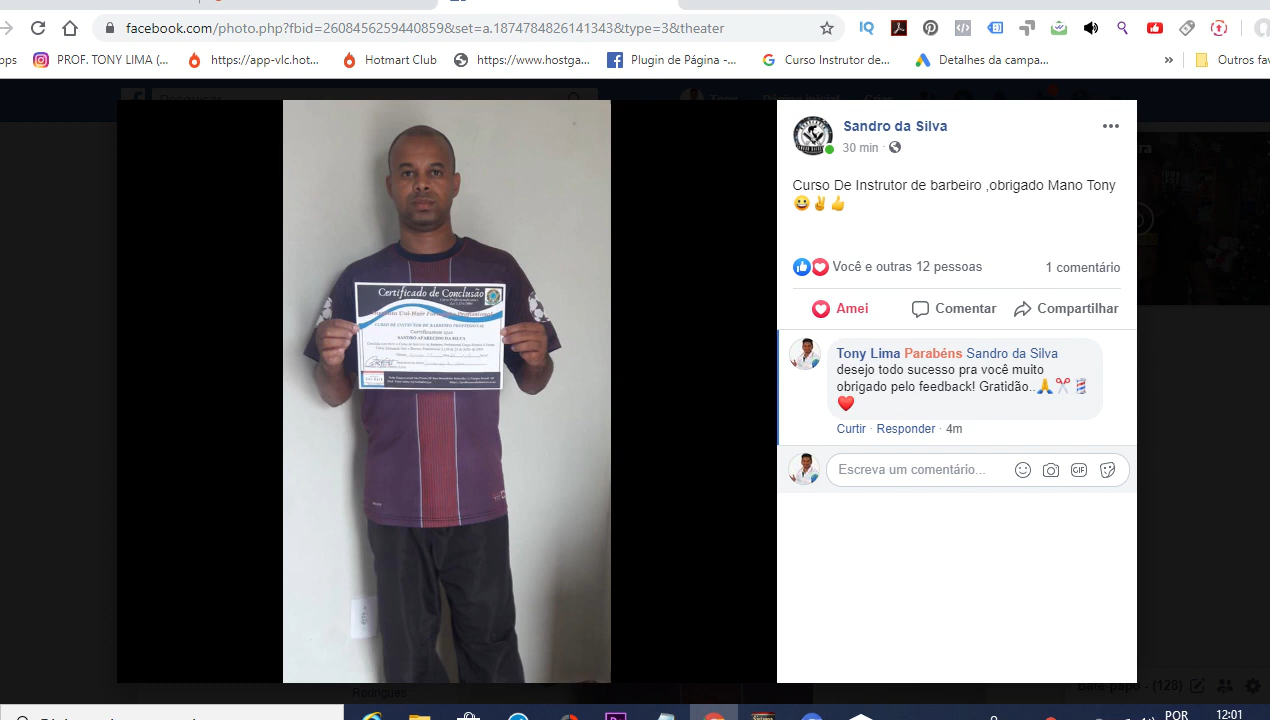 facebook.com/photo.php?fbid=2608456259440859&set=a.1874784826141343&type=3&theater
PROF. TONY LIMA (...
https://app-vlc.hot...
Hotmart Club
https://www.hostga...
Plugin de Página -...
Curso Instrutor de...
Detalhes da campa...
»
Outros fav
Sandro da Silva
30 min
Curso De Instrutor de barbeiro ,obrigado Mano Tony
😀✌👍
Você e outras 12 pessoas
1 comentário
Amei
Comentar
Compartilhar
Tony Lima Parabéns Sandro da Silva
desejo todo sucesso pra você muito
obrigado pelo feedback! Gratidão..🙏✂💈
❤
Curtir · Responder · 4m
Escreva um comentário...
GIF
Certificado de Conclusão
CURSO DE INSTRUTOR DE BARBEIRO PROFISSIONAL
Certificamos que
SANDRO APARECIDO DA SILVA
Bate-papo - (128)
Rodrigues
POR
12:01